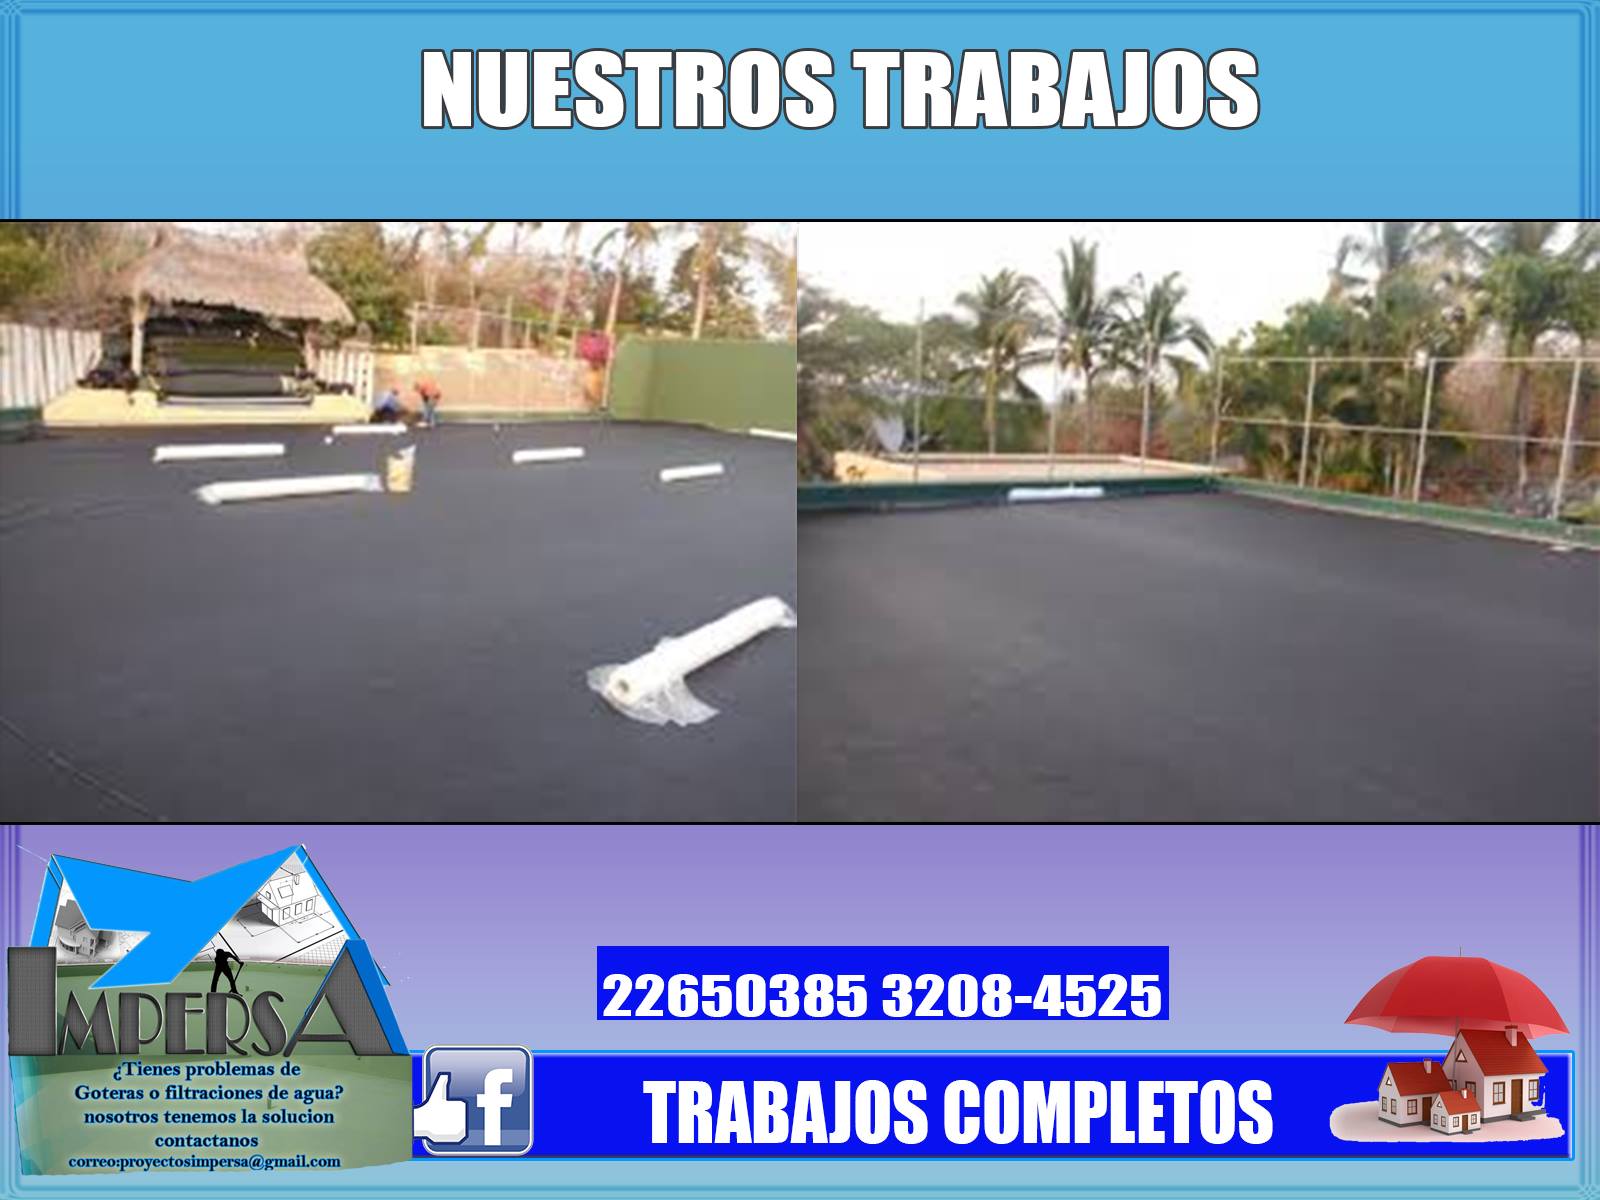 NUESTROS TRABAJOS
22650385 3208-4525
IMPERSA
¿Tienes problemas de
Goteras o filtraciones de agua?
nosotros tenemos la solucion
contactanos
correo:proyectosimpersa@gmail.com
f
TRABAJOS COMPLETOS